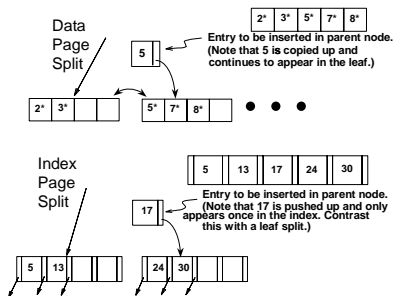 2* 3* 5* 7* 8*
Data
Page
Split
5
Entry to be inserted in parent node.
(Note that 5 is copied up and
continues to appear in the leaf.)
2* 3*
5* 7* 8*
Index
Page
Split
5 13 17 24 30
17
Entry to be inserted in parent node.
(Note that 17 is pushed up and only
appears once in the index. Contrast
this with a leaf split.)
5 13
24 30